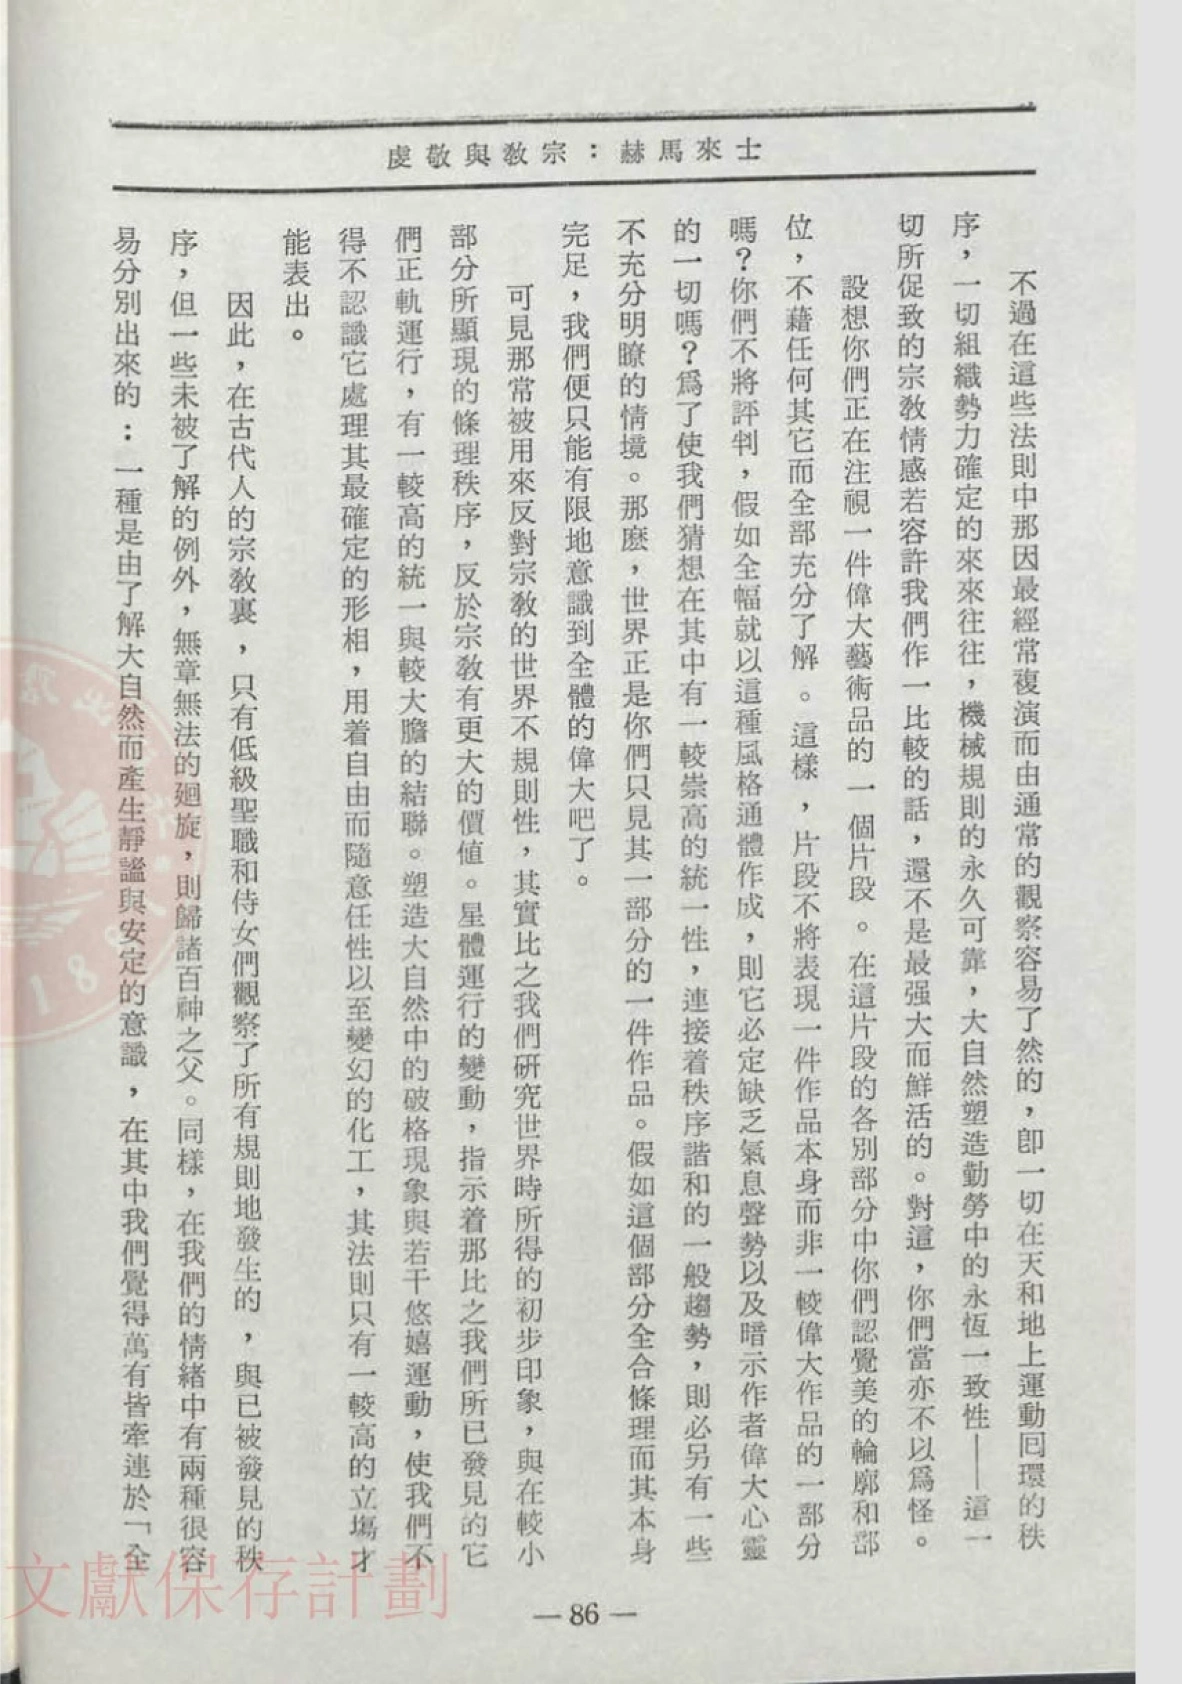 士來馬赫：宗教與敬虔
不過在這些法則中那因最經常複演而由通常的觀察容易了然的，卽一切在天和地上運動囘環的秩
序，一切組織勢力確定的來來往往，機械規則的永久可靠，大自然塑造勤勞中的永恆一致性——這一
切所促致的宗教情感若容許我們作一比較的話，還不是最强大而鮮活的。對這，你們當亦不以爲怪。
設想你們正在注視一件偉大藝術品的一個片段。在這片段的各別部分中你們認覺美的輪廓和部
位，不藉任何其它而全部充分了解。這樣，片段不將表現一件作品本身而非一較偉大作品的一部分
嗎？你們不將評判，假如全幅就以這種風格通體作成，則它必定缺乏氣息聲勢以及暗示作者偉大心靈
的一切嗎？爲了使我們猜想在其中有一較崇高的統一性，連接着秩序諧和的一般趨勢，則必另有一些
不充分明瞭的情境。那麽，世界正是你們只見其一部分的一件作品。假如這個部分全合條理而其本身
完足，我們便只能有限地意識到全體的偉大吧了。
可見那常被用來反對宗教的世界不規則性，其實比之我們研究世界時所得的初步印象，與在較小
部分所顯現的條理秩序，反於宗教有更大的價値。星體運行的變動，指示着那比之我們所已發見的它
們正軌運行，有一較高的統一與較大膽的結聯。塑造大自然中的破格現象與若干悠嬉運動，使我們不
得不認識它處理其最確定的形相，用着自由而隨意任性以至變幻的化工，其法則只有一較高的立塲才
能表出。
因此，在古代人的宗教裏，只有低級聖職和侍女們觀察了所有規則地發生的，與已被發見的秩
序，但一些未被了解的例外，無章無法的廻旋，則歸諸百神之父。同樣，在我們的情緒中有兩種很容
易分別出來的：一種是由了解大自然而產生靜謐與安定的意識，在其中我們覺得萬有皆牽連於「全
—86—
文獻保存計劃